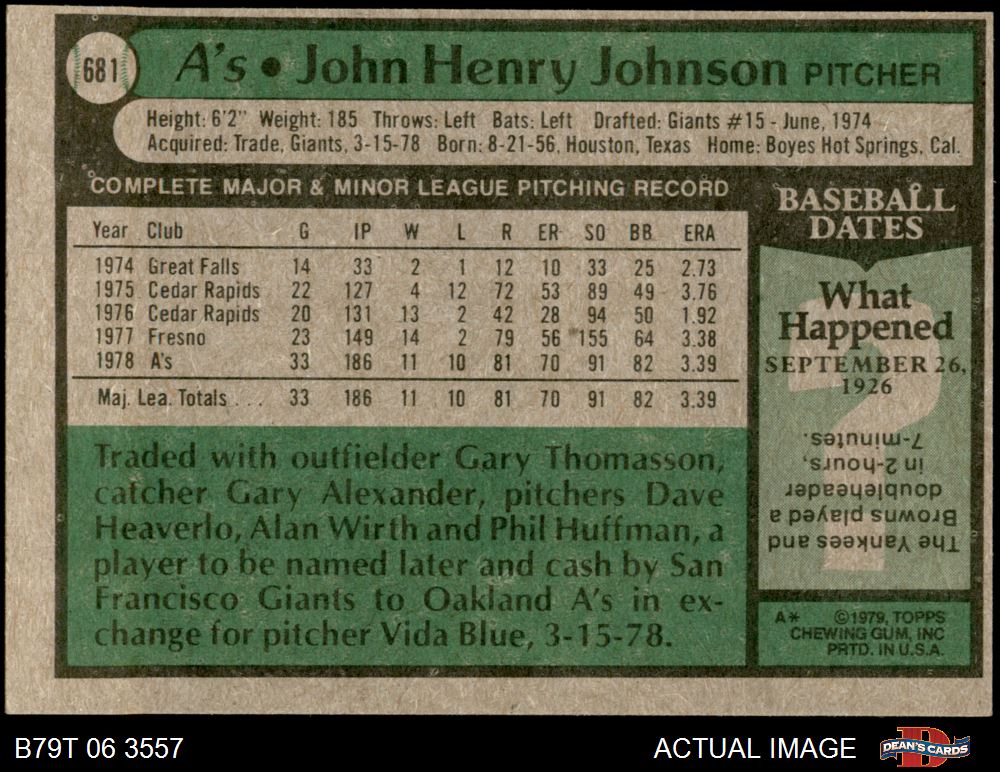 681
A's • John Henry Johnson PITCHER
Height: 6'2" Weight: 185 Throws: Left Bats: Left Drafted: Giants #15 - June, 1974
Acquired: Trade, Giants, 3-15-78 Born: 8-21-56, Houston, Texas Home: Boyes Hot Springs, Cal.
COMPLETE MAJOR & MINOR LEAGUE PITCHING RECORD
Year Club G IP W L R ER SO BB ERA
1974 Great Falls 14 33 2 1 12 10 33 25 2.73
1975 Cedar Rapids 22 127 4 12 72 53 89 49 3.76
1976 Cedar Rapids 20 131 13 2 42 28 94 50 1.92
1977 Fresno 23 149 14 2 79 56 155 64 3.38
1978 A's 33 186 11 10 81 70 91 82 3.39
Maj. Lea. Totals . . . 33 186 11 10 81 70 91 82 3.39
Traded with outfielder Gary Thomasson,
catcher Gary Alexander, pitchers Dave
Heaverlo, Alan Wirth and Phil Huffman, a
player to be named later and cash by San
Francisco Giants to Oakland A's in ex-
change for pitcher Vida Blue, 3-15-78.
BASEBALL
DATES
What
Happened
SEPTEMBER 26,
1926
?
The Yankees and
Browns played a
doubleheader
in 2-hours,
7-minutes.
A* ©1979, TOPPS
CHEWING GUM, INC
PRTD. IN U.S.A.
B79T 06 3557
ACTUAL IMAGE
D
DEAN'S CARDS